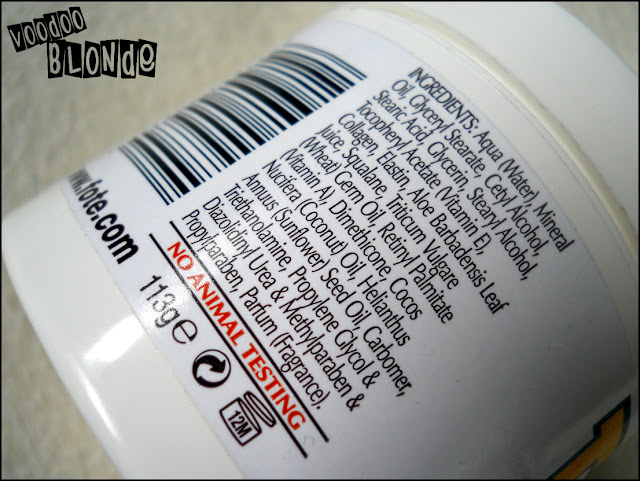 VOODOO
BLONDE
INGREDIENTS: Aqua (Water), Mineral
Oil, Glyceryl Stearate, Cetyl Alcohol,
Stearic Acid, Glycerin, Stearyl Alcohol,
Tocopheryl Acetate (Vitamin E),
Collagen, Elastin, Aloe Barbadensis Leaf
Juice, Squalane, Triticum Vulgare
(Wheat) Germ Oil, Retinyl Palmitate
(Vitamin A), Dimethicone, Cocos
Nucifera (Coconut) Oil, Helianthus
Annus (Sunflower) Seed Oil, Carbomer,
Triethanolamine, Propylene Glycol &
Diazolidinyl Urea & Methylparaben &
Propylparaben, Parfum (Fragrance).
NO ANIMAL TESTING
113g e
12M